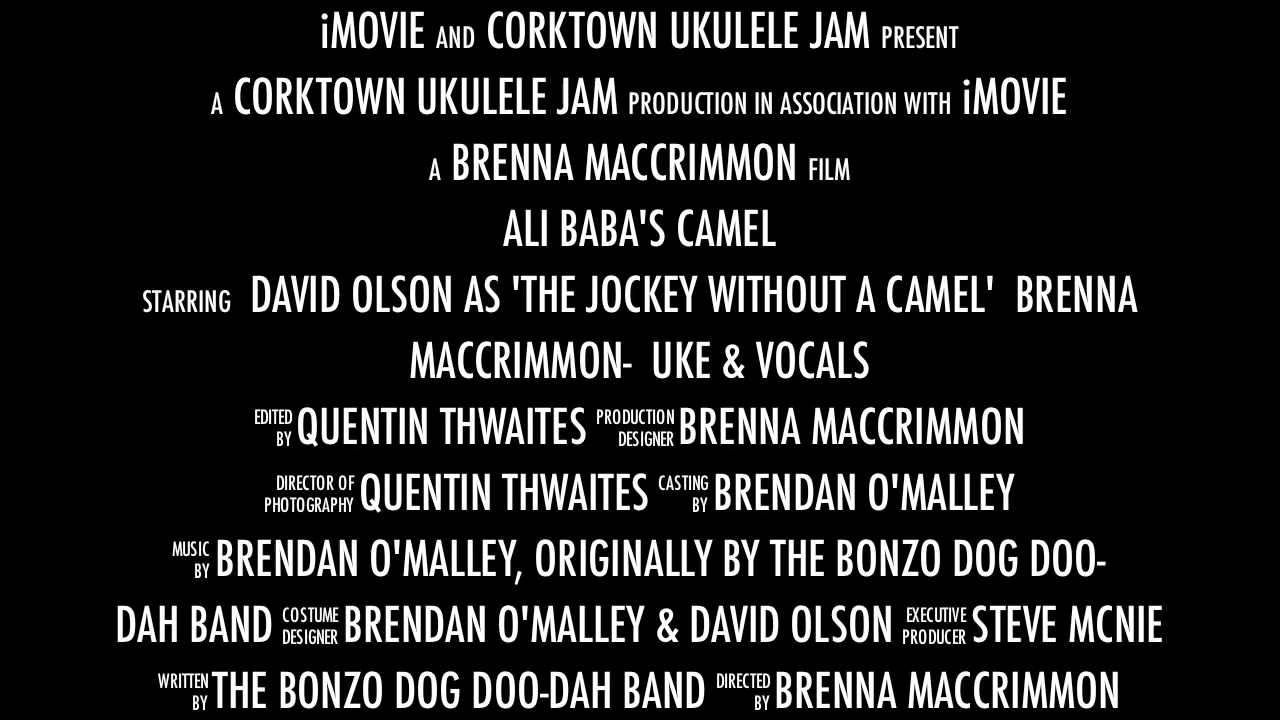 iMOVIE AND CORKTOWN UKULELE JAM PRESENT
A CORKTOWN UKULELE JAM PRODUCTION IN ASSOCIATION WITH iMOVIE
A BRENNA MACCRIMMON FILM
ALI BABA'S CAMEL
STARRING DAVID OLSON AS 'THE JOCKEY WITHOUT A CAMEL' BRENNA
MACCRIMMON- UKE & VOCALS
EDITED BY QUENTIN THWAITES PRODUCTION DESIGNER BRENNA MACCRIMMON
DIRECTOR OF PHOTOGRAPHY QUENTIN THWAITES CASTING BY BRENDAN O'MALLEY
MUSIC BY BRENDAN O'MALLEY, ORIGINALLY BY THE BONZO DOG DOO-
DAH BAND COSTUME DESIGNER BRENDAN O'MALLEY & DAVID OLSON EXECUTIVE PRODUCER STEVE MCNIE
WRITTEN BY THE BONZO DOG DOO-DAH BAND DIRECTED BY BRENNA MACCRIMMON